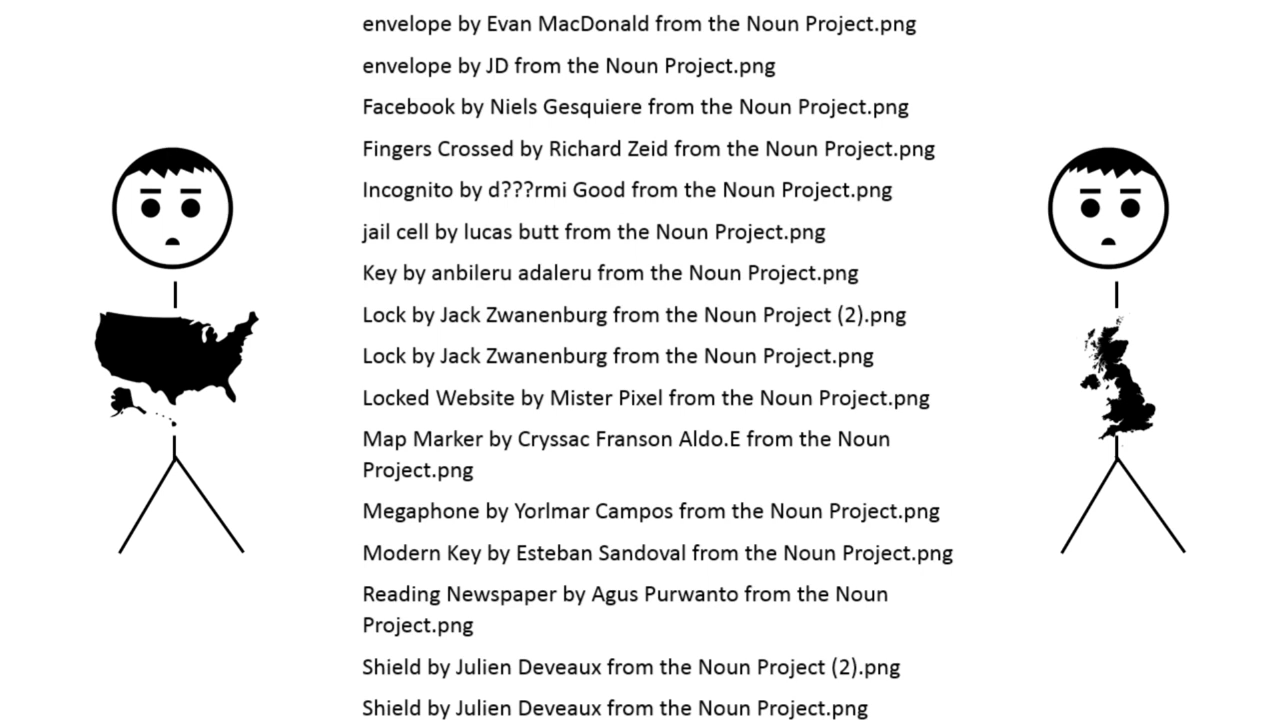 envelope by Evan MacDonald from the Noun Project.png
envelope by JD from the Noun Project.png
Facebook by Niels Gesquiere from the Noun Project.png
Fingers Crossed by Richard Zeid from the Noun Project.png
Incognito by d???rmi Good from the Noun Project.png
jail cell by lucas butt from the Noun Project.png
Key by anbileru adaleru from the Noun Project.png
Lock by Jack Zwanenburg from the Noun Project (2).png
Lock by Jack Zwanenburg from the Noun Project.png
Locked Website by Mister Pixel from the Noun Project.png
Map Marker by Cryssac Franson Aldo.E from the Noun
Project.png
Megaphone by Yorlmar Campos from the Noun Project.png
Modern Key by Esteban Sandoval from the Noun Project.png
Reading Newspaper by Agus Purwanto from the Noun
Project.png
Shield by Julien Deveaux from the Noun Project (2).png
Shield by Julien Deveaux from the Noun Project.png